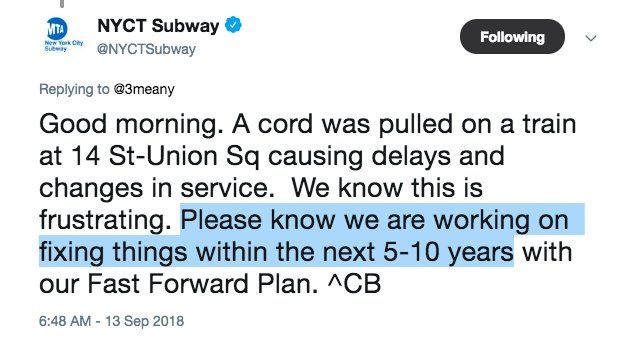 MTA
New York City
Subway
NYCT Subway
@NYCTSubway
Following
Replying to @3meany
Good morning. A cord was pulled on a train
at 14 St-Union Sq causing delays and
changes in service.  We know this is
frustrating. Please know we are working on
fixing things within the next 5-10 years with
our Fast Forward Plan. ^CB
6:48 AM - 13 Sep 2018